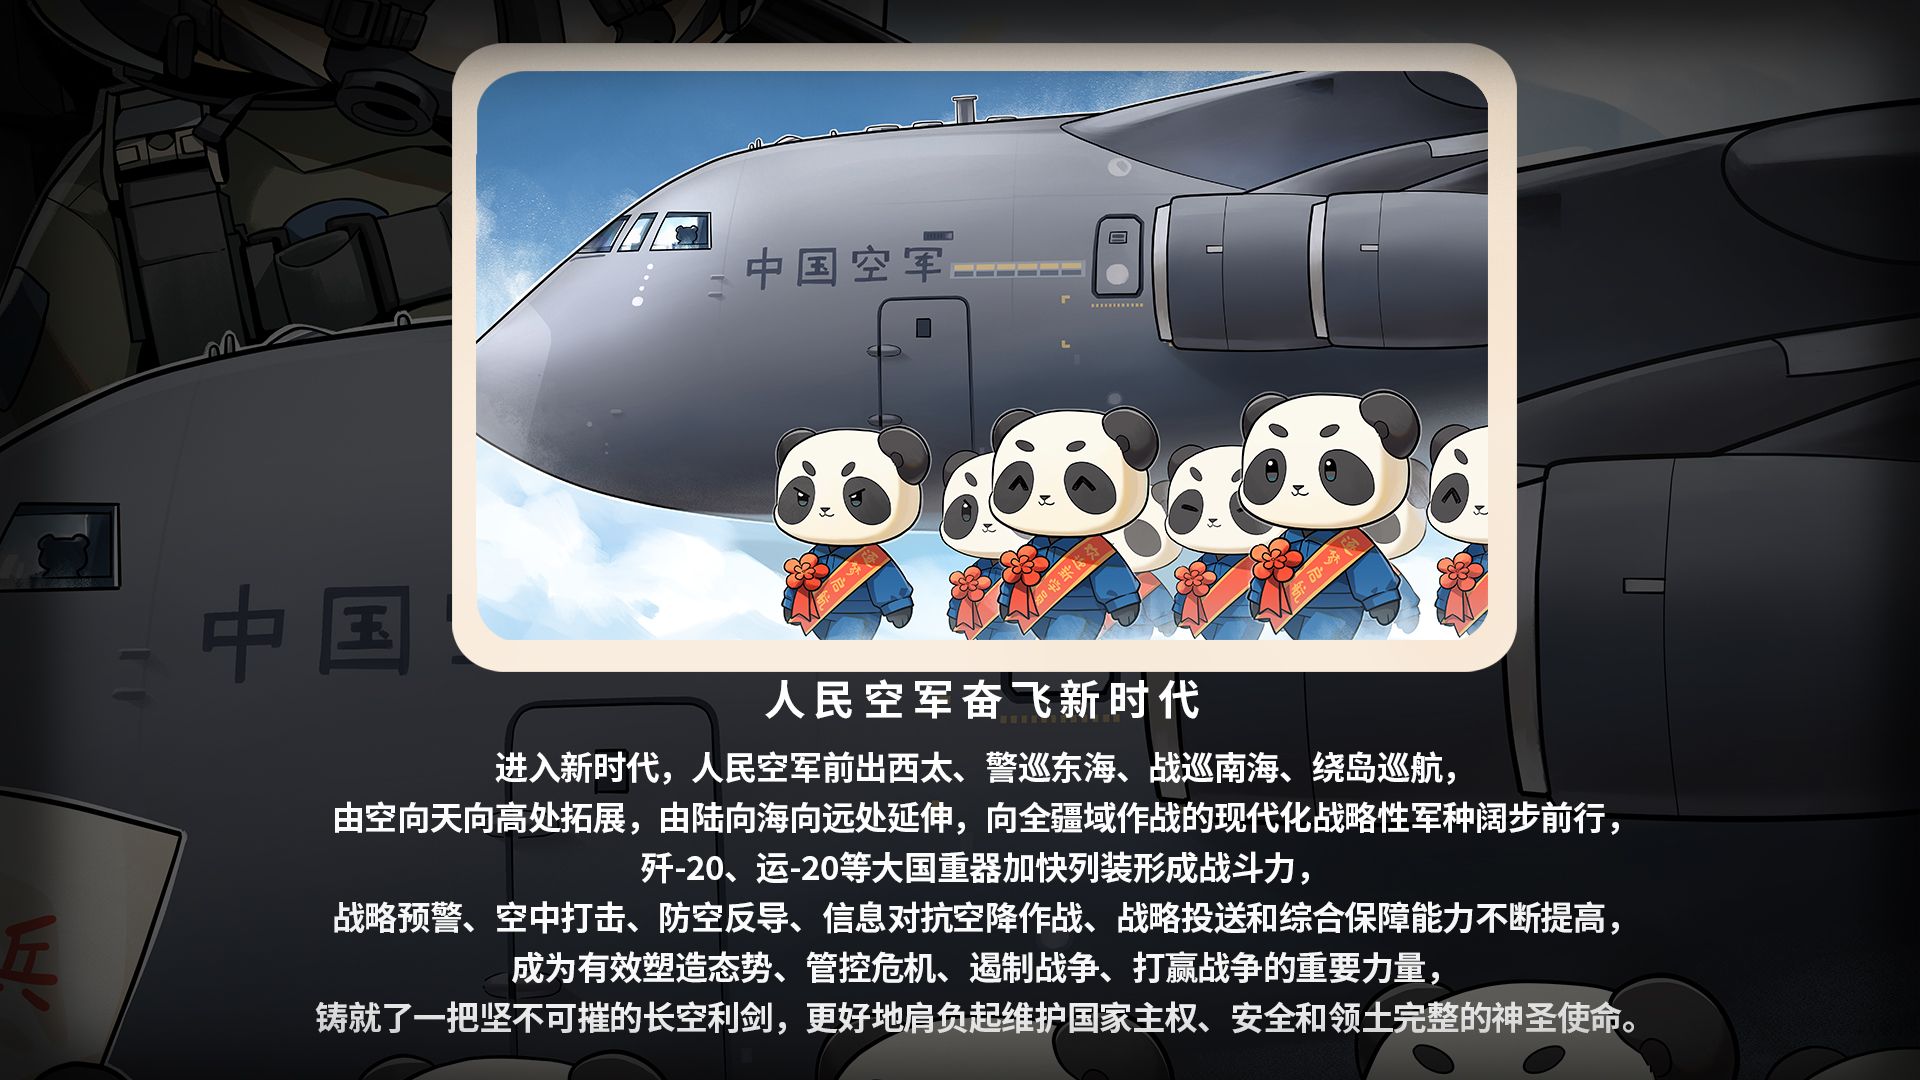 中国空军
人民空军奋飞新时代
进入新时代，人民空军前出西太、警巡东海、战巡南海、绕岛巡航，
由空向天向高处拓展，由陆向海向远处延伸，向全疆域作战的现代化战略性军种阔步前行，
歼-20、运-20等大国重器加快列装形成战斗力，
战略预警、空中打击、防空反导、信息对抗空降作战、战略投送和综合保障能力不断提高，
成为有效塑造态势、管控危机、遏制战争、打赢战争的重要力量，
铸就了一把坚不可摧的长空利剑，更好地肩负起维护国家主权、安全和领土完整的神圣使命。
中国